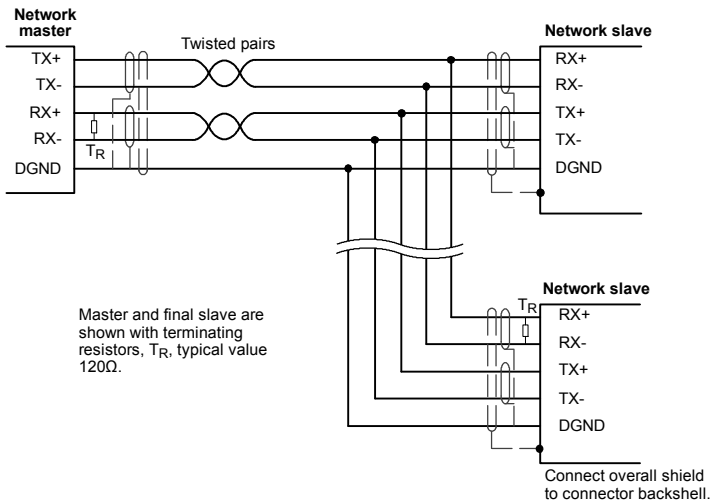 Network
master
TX+
TX-
RX+
RX-
TR
DGND
Twisted pairs
Network slave
RX+
RX-
TX+
TX-
DGND
Master and final slave are
shown with terminating
resistors, TR, typical value
120Ω.
Network slave
TR
RX+
RX-
TX+
TX-
DGND
Connect overall shield
to connector backshell.